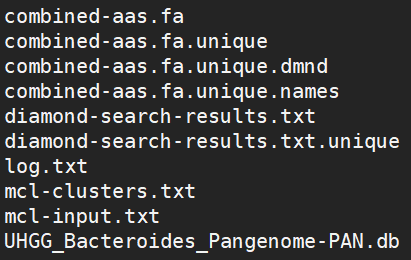 combined-aas.fa
combined-aas.fa.unique
combined-aas.fa.unique.dmnd
combined-aas.fa.unique.names
diamond-search-results.txt
diamond-search-results.txt.unique
log.txt
mcl-clusters.txt
mcl-input.txt
UHGG_Bacteroides_Pangenome-PAN.db